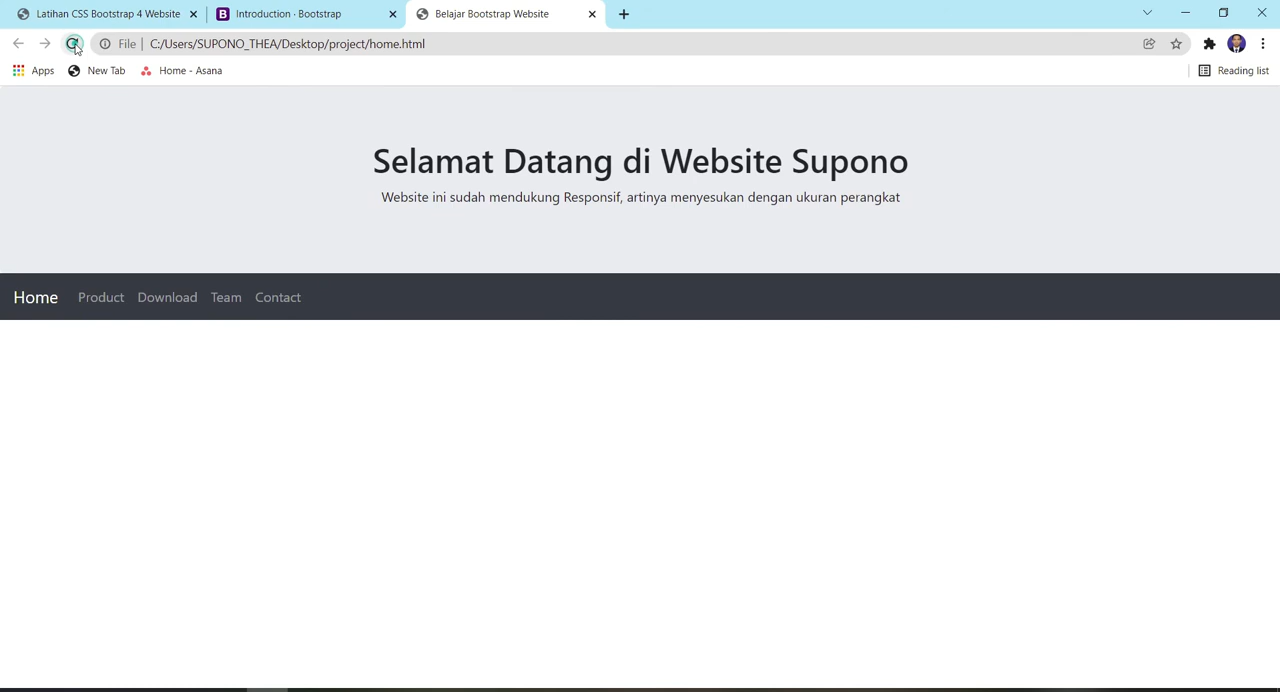 Latihan CSS Bootstrap 4 Website
Introduction · Bootstrap
Belajar Bootstrap Website
File | C:/Users/SUPONO_THEA/Desktop/project/home.html
Apps
New Tab
Home - Asana
Reading list
Selamat Datang di Website Supono
Website ini sudah mendukung Responsif, artinya menyesukan dengan ukuran perangkat
Home Product Download Team Contact